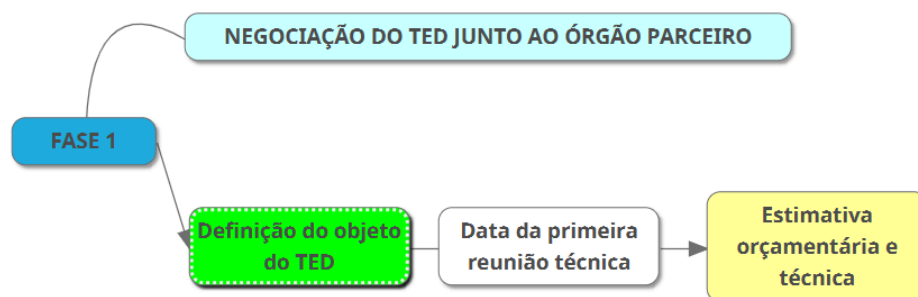 NEGOCIAÇÃO DO TED JUNTO AO ÓRGÃO PARCEIRO
FASE 1
Definição do objeto
do TED
Data da primeira
reunião técnica
Estimativa
orçamentária e
técnica